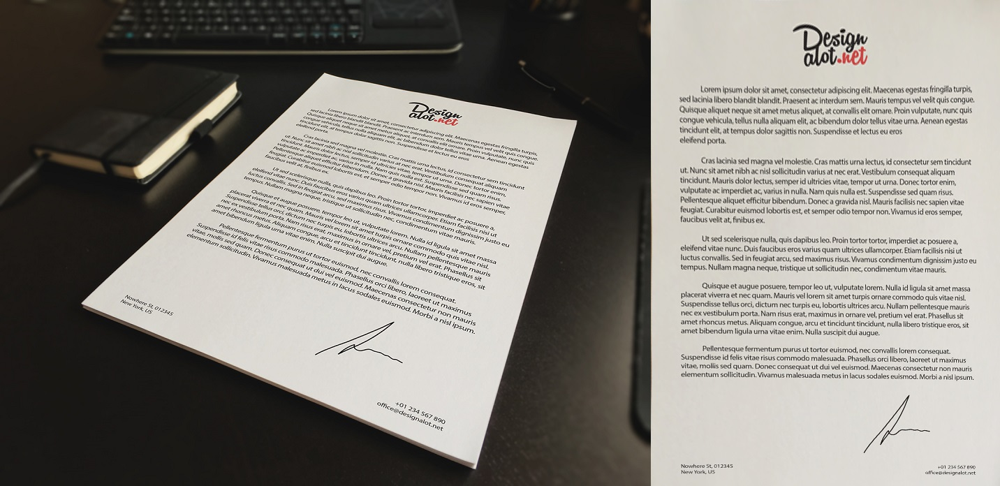 Design
alot.net
Lorem ipsum dolor sit amet, consectetur adipiscing elit. Maecenas egestas fringilla turpis,
sed lacinia libero blandit blandit. Praesent ac interdum sem. Mauris tempus vel velit quis congue.
Quisque aliquet neque sit amet metus aliquet, at convallis elit ornare. Proin vulputate, nunc quis
congue vehicula, tellus nulla aliquam elit, ac bibendum dolor tellus vitae urna. Aenean egestas
tincidunt elit, at tempus dolor sagittis non. Suspendisse et lectus eu eros
eleifend porta.
Cras lacinia sed magna vel molestie. Cras mattis urna lectus, id consectetur sem tincidunt
ut. Nunc sit amet nibh ac nisl sollicitudin varius at nec erat. Vestibulum consequat aliquam
tincidunt. Mauris dolor lectus, semper id ultricies vitae, tempor ut urna. Donec tortor enim,
vulputate ac imperdiet ac, varius in nulla. Nam quis nulla est. Suspendisse sed quam risus.
Pellentesque aliquet efficitur bibendum. Donec a gravida nisl. Mauris facilisis nec sapien vitae
feugiat. Curabitur euismod lobortis est, et semper odio tempor non. Vivamus id eros semper,
faucibus velit at, finibus ex.
Ut sed scelerisque nulla, quis dapibus leo. Proin tortor tortor, imperdiet ac posuere a,
eleifend vitae nunc. Duis faucibus eros varius quam ultrices ullamcorper. Etiam facilisis nisi ut
luctus convallis. Sed in feugiat arcu, sed maximus risus. Vivamus condimentum dignissim justo eu
tempus. Nullam magna neque, tristique ut sollicitudin nec, condimentum vitae mauris.
Quisque et augue posuere, tempor leo ut, vulputate lorem. Nulla id ligula sit amet massa
placerat viverra et nec quam. Mauris vel lorem sit amet turpis ornare commodo quis vitae nisl.
Suspendisse tellus orci, dictum nec turpis eu, lobortis ultrices arcu. Nullam pellentesque mauris
nec ex vestibulum porta. Nam risus erat, maximus in ornare vel, pretium vel erat. Phasellus sit
amet rhoncus metus. Aliquam congue, arcu et tincidunt tincidunt, nulla libero tristique eros, sit
amet bibendum ligula urna vitae enim. Nulla suscipit dui augue.
Pellentesque fermentum purus ut tortor euismod, nec convallis lorem consequat.
Suspendisse id felis vitae risus commodo malesuada. Phasellus orci libero, laoreet ut maximus
vitae, mollis sed quam. Donec consequat ut dui vel euismod. Maecenas consectetur non mauris
elementum sollicitudin. Vivamus malesuada metus in lacus sodales euismod. Morbi a nisl ipsum.
Nowhere St, 012345
New York, US
+01 234 567 890
office@designalot.net
Design
alot.net
Lorem ipsum dolor sit amet, consectetur adipiscing elit. Maecenas egestas fringilla turpis,
sed lacinia libero blandit blandit. Praesent ac interdum sem. Mauris tempus vel velit quis congue.
Quisque aliquet neque sit amet metus aliquet, at convallis elit ornare. Proin vulputate, nunc quis
congue vehicula, tellus nulla aliquam elit, ac bibendum dolor tellus vitae urna. Aenean egestas
tincidunt elit, at tempus dolor sagittis non. Suspendisse et lectus eu eros
eleifend porta.
Cras lacinia sed magna vel molestie. Cras mattis urna lectus, id consectetur sem tincidunt
ut. Nunc sit amet nibh ac nisl sollicitudin varius at nec erat. Vestibulum consequat aliquam
tincidunt. Mauris dolor lectus, semper id ultricies vitae, tempor ut urna. Donec tortor enim,
vulputate ac imperdiet ac, varius in nulla. Nam quis nulla est. Suspendisse sed quam risus.
Pellentesque aliquet efficitur bibendum. Donec a gravida nisl. Mauris facilisis nec sapien vitae
feugiat. Curabitur euismod lobortis est, et semper odio tempor non. Vivamus id eros semper,
faucibus velit at, finibus ex.
Ut sed scelerisque nulla, quis dapibus leo. Proin tortor tortor, imperdiet ac posuere a,
eleifend vitae nunc. Duis faucibus eros varius quam ultrices ullamcorper. Etiam facilisis nisi ut
luctus convallis. Sed in feugiat arcu, sed maximus risus. Vivamus condimentum dignissim justo eu
tempus. Nullam magna neque, tristique ut sollicitudin nec, condimentum vitae mauris.
Quisque et augue posuere, tempor leo ut, vulputate lorem. Nulla id ligula sit amet massa
placerat viverra et nec quam. Mauris vel lorem sit amet turpis ornare commodo quis vitae nisl.
Suspendisse tellus orci, dictum nec turpis eu, lobortis ultrices arcu. Nullam pellentesque mauris
nec ex vestibulum porta. Nam risus erat, maximus in ornare vel, pretium vel erat. Phasellus sit
amet rhoncus metus. Aliquam congue, arcu et tincidunt tincidunt, nulla libero tristique eros, sit
amet bibendum ligula urna vitae enim. Nulla suscipit dui augue.
Pellentesque fermentum purus ut tortor euismod, nec convallis lorem consequat.
Suspendisse id felis vitae risus commodo malesuada. Phasellus orci libero, laoreet ut maximus
vitae, mollis sed quam. Donec consequat ut dui vel euismod. Maecenas consectetur non mauris
elementum sollicitudin. Vivamus malesuada metus in lacus sodales euismod. Morbi a nisl ipsum.
Nowhere St, 012345
New York, US
+01 234 567 890
office@designalot.net